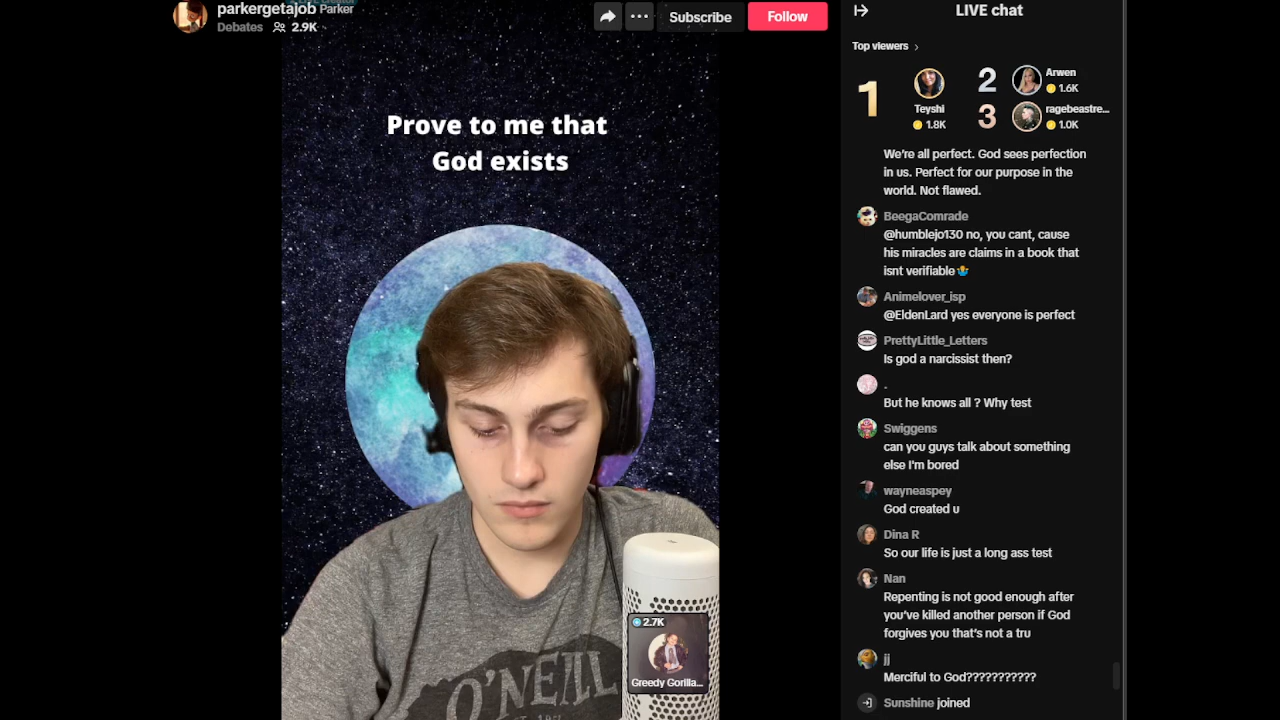 parkergetajob Parker
Debates 2.9K
Subscribe
Follow
Prove to me that
God exists
O'NEILL
2.7K
Greedy Gorilla...
LIVE chat
Top viewers
1
Teyshi
1.8K
2
Arwen
1.6K
3
ragebeastre...
1.0K
We're all perfect. God sees perfection
in us. Perfect for our purpose in the
world. Not flawed.
BeegaComrade
@humblejo130 no, you cant, cause
his miracles are claims in a book that
isnt verifiable🤷‍♂️
Animelover_isp
@EldenLard yes everyone is perfect
PrettyLittle_Letters
Is god a narcissist then?
.
But he knows all ? Why test
Swiggens
can you guys talk about something
else I'm bored
wayneaspey
God created u
Dina R
So our life is just a long ass test
Nan
Repenting is not good enough after
you've killed another person if God
forgives you that's not a tru
jj
Merciful to God???????????
Sunshine joined